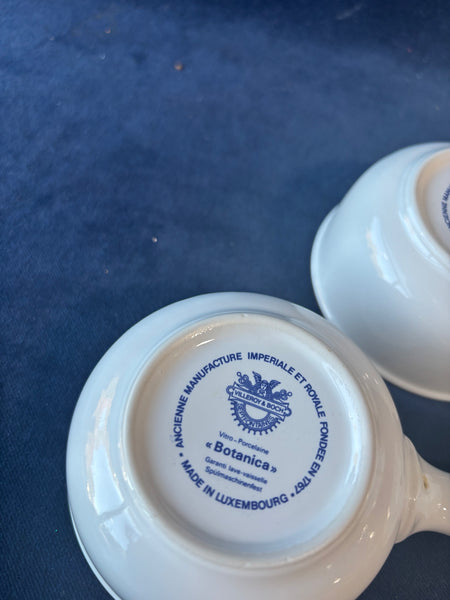 ANCIENNE MANUFACTURE IMPERIALE ET ROYALE FONDEE EN 1767
VILLEROY & BOCH
Vitro-Porcelaine
«Botanica»
Garanti lave-vaisselle
Spülmaschinenfest
• MADE IN LUXEMBOURG •
ANCIENNE